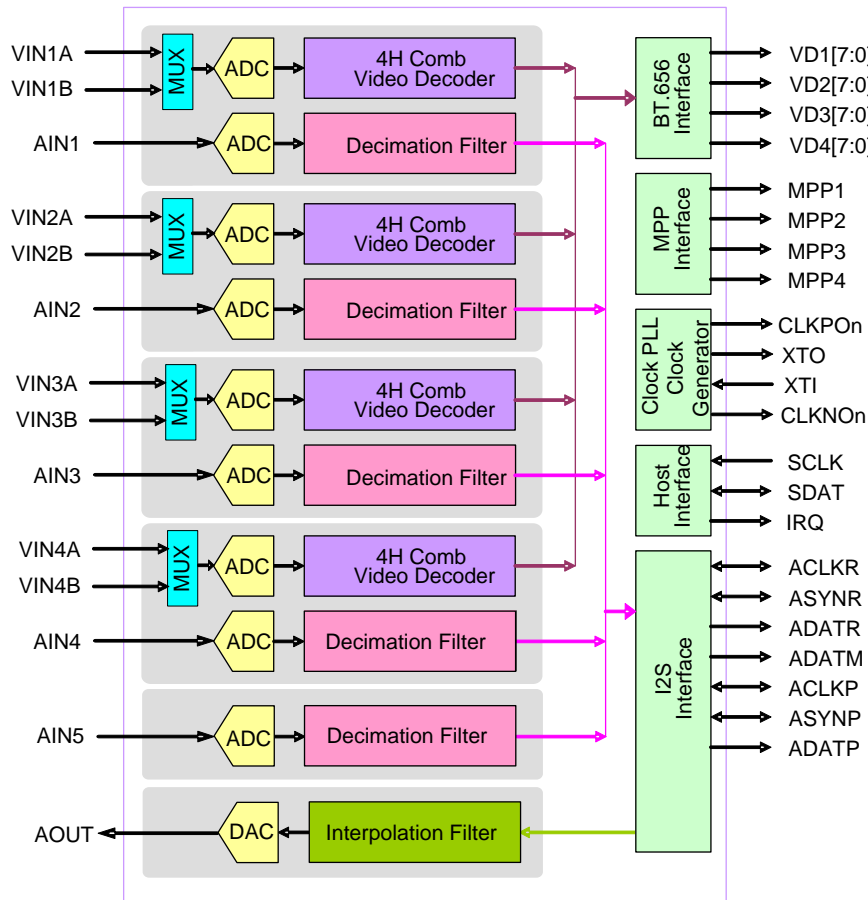 VIN1A
VIN1B
MUX
ADC
4H Comb
Video Decoder
AIN1
ADC
Decimation Filter
VIN2A
VIN2B
MUX
ADC
4H Comb
Video Decoder
AIN2
ADC
Decimation Filter
VIN3A
VIN3B
MUX
ADC
4H Comb
Video Decoder
AIN3
ADC
Decimation Filter
VIN4A
VIN4B
MUX
ADC
4H Comb
Video Decoder
AIN4
ADC
Decimation Filter
AIN5
ADC
Decimation Filter
AOUT
DAC
Interpolation Filter
BT.656
Interface
VD1[7:0]
VD2[7:0]
VD3[7:0]
VD4[7:0]
MPP
Interface
MPP1
MPP2
MPP3
MPP4
Clock PLL
Clock
Generator
CLKPOn
XTO
XTI
CLKNOn
Host
Interface
SCLK
SDAT
IRQ
I2S
Interface
ACLKR
ASYNR
ADATR
ADATM
ACLKP
ASYNP
ADATP